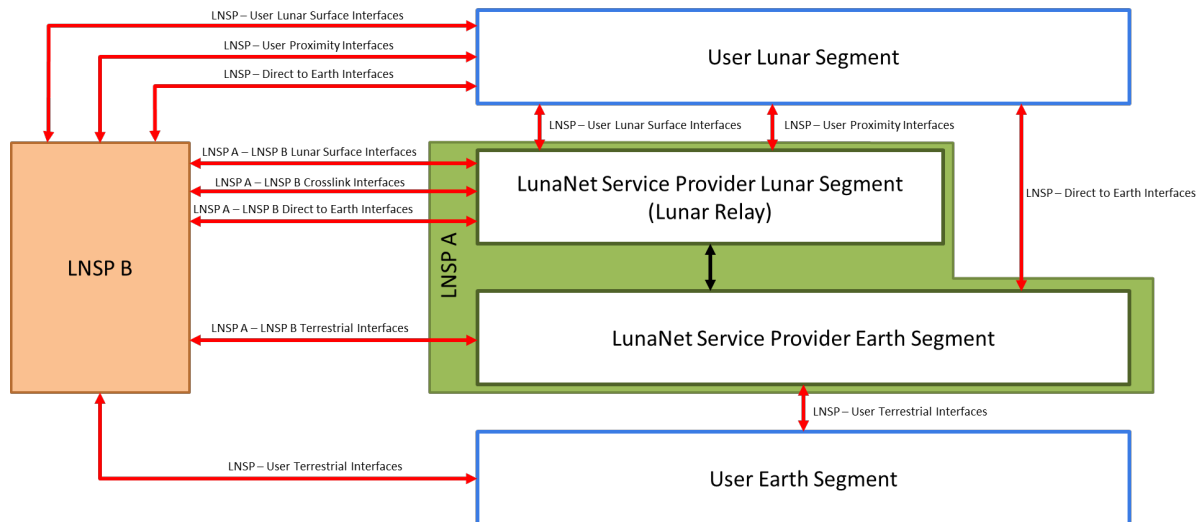 LNSP – User Lunar Surface Interfaces
LNSP – User Proximity Interfaces
LNSP – Direct to Earth Interfaces
User Lunar Segment
LNSP – User Lunar Surface Interfaces
LNSP – User Proximity Interfaces
LNSP A – LNSP B Lunar Surface Interfaces
LNSP A – LNSP B Crosslink Interfaces
LNSP A – LNSP B Direct to Earth Interfaces
LunaNet Service Provider Lunar Segment
(Lunar Relay)
LNSP – Direct to Earth Interfaces
LNSP B
LNSP A
LNSP A – LNSP B Terrestrial Interfaces
LunaNet Service Provider Earth Segment
LNSP – User Terrestrial Interfaces
LNSP – User Terrestrial Interfaces
User Earth Segment